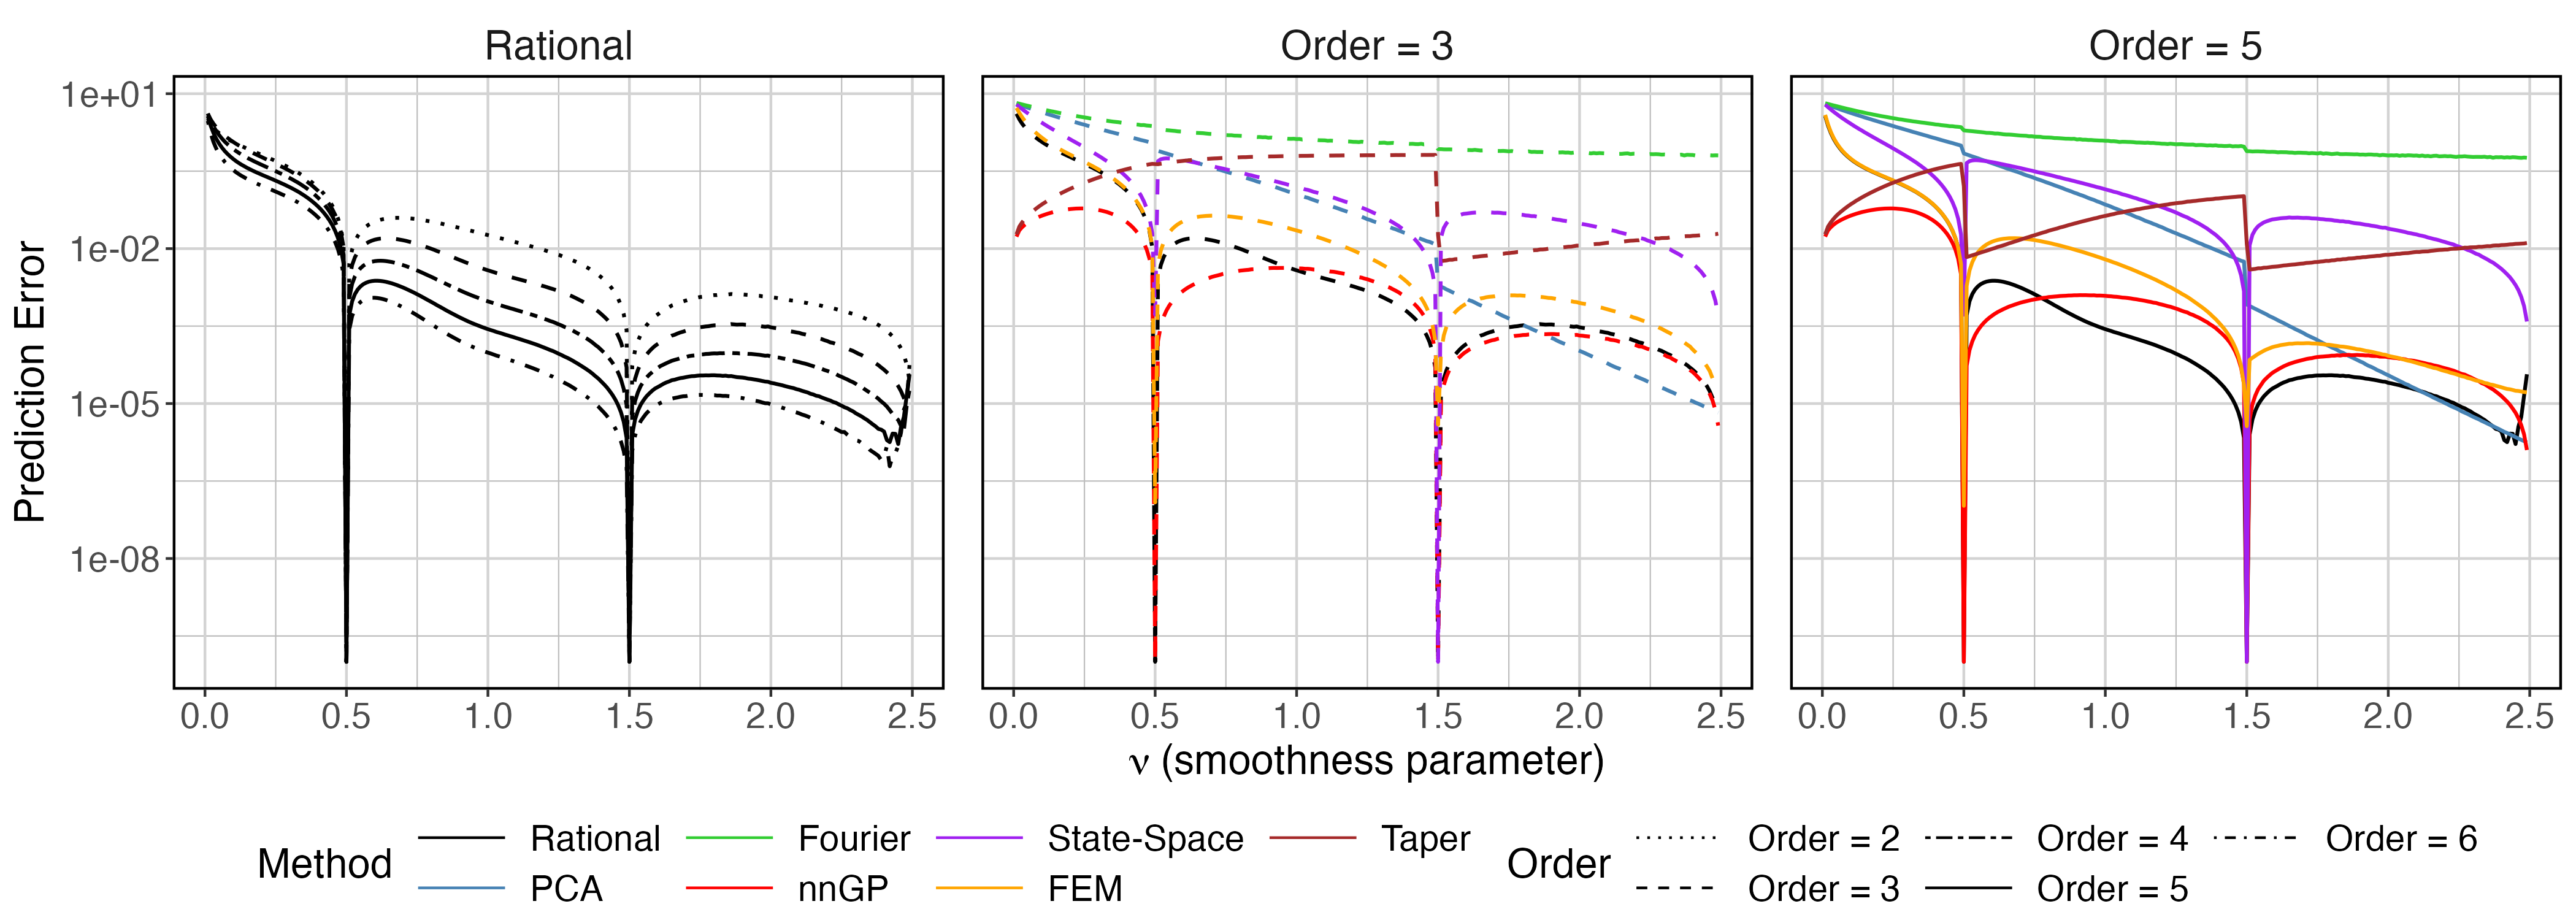 Rational
Order = 3
Order = 5
Prediction Error
1e+01
1e-02
1e-05
1e-08
0.0 0.5 1.0 1.5 2.0 2.5
0.0 0.5 1.0 1.5 2.0 2.5
0.0 0.5 1.0 1.5 2.0 2.5
ν (smoothness parameter)
Method
Rational Fourier State-Space Taper
PCA nnGP FEM
Order
Order = 2 Order = 4 Order = 6
Order = 3 Order = 5